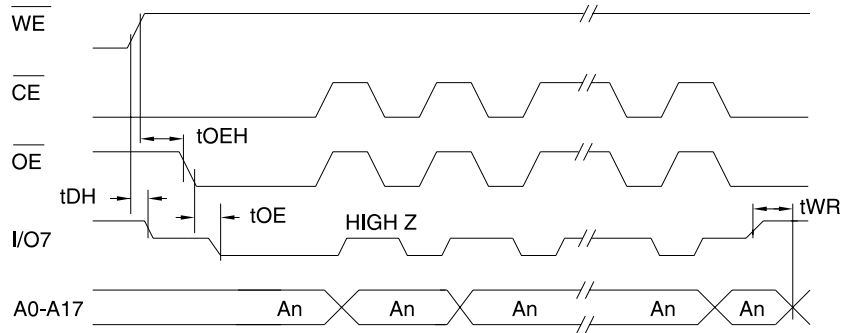 WE
CE
tOEH
OE
tDH
tOE
HIGH Z
tWR
I/O7
A0-A17 An An An An An